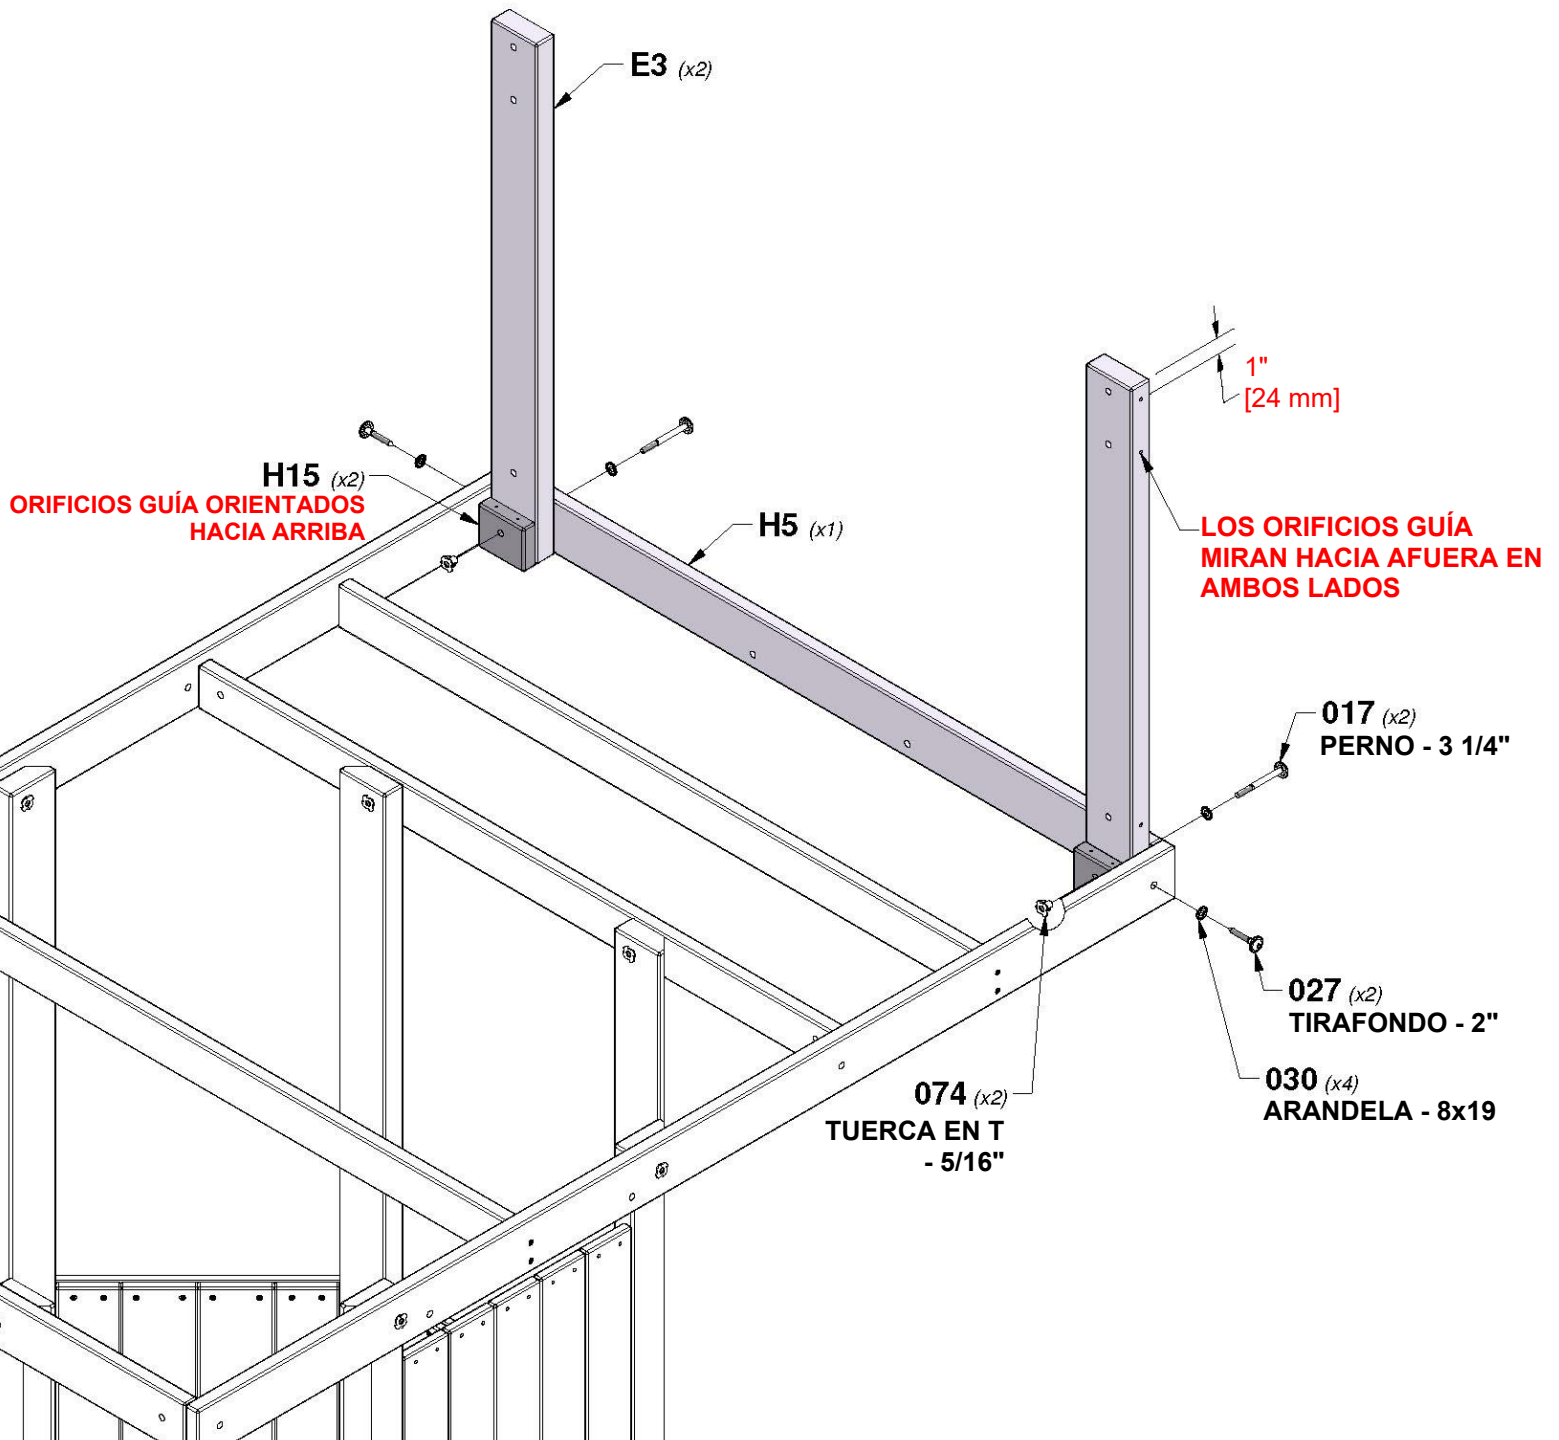 E3 (x2)
1"
[24 mm]
H15 (x2)
ORIFICIOS GUÍA ORIENTADOS
HACIA ARRIBA
H5 (x1)
LOS ORIFICIOS GUÍA
MIRAN HACIA AFUERA EN
AMBOS LADOS
017 (x2)
PERNO - 3 1/4"
027 (x2)
TIRAFONDO - 2"
030 (x4)
ARANDELA - 8x19
074 (x2)
TUERCA EN T
- 5/16"